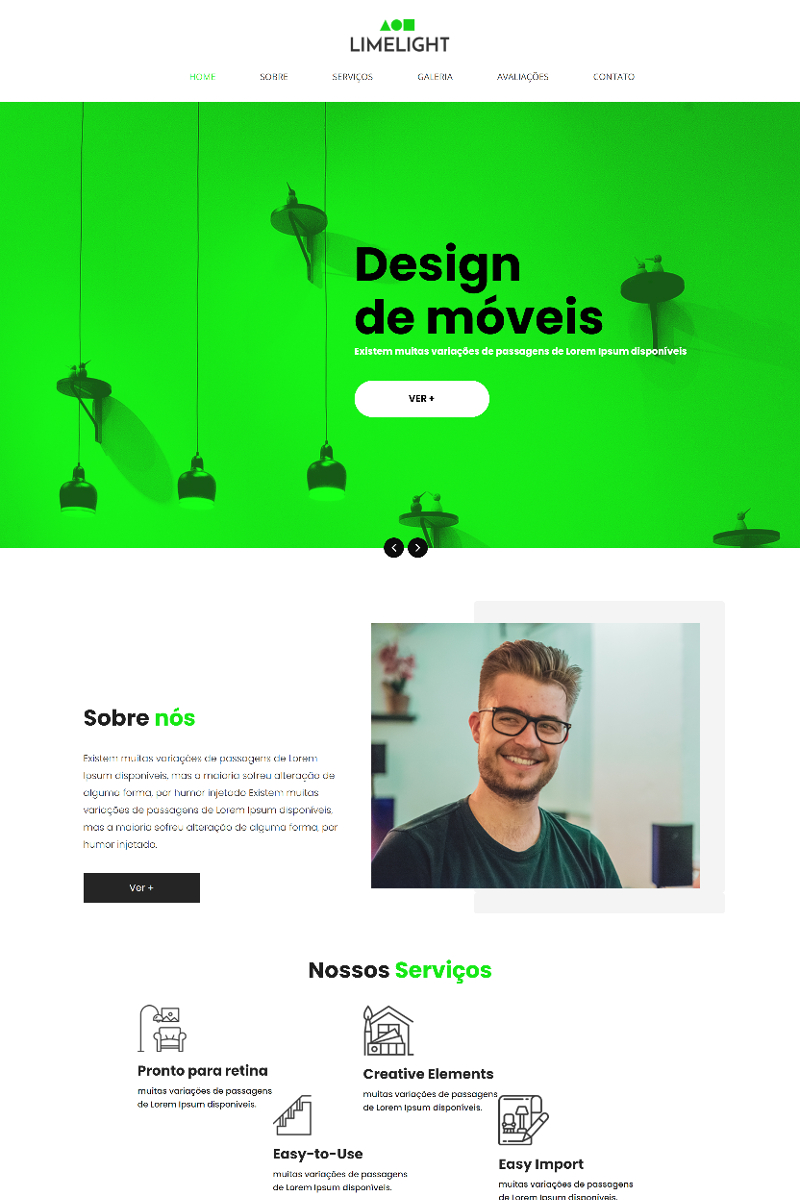 LIMELIGHT
HOME SOBRE SERVIÇOS GALERIA AVALIAÇÕES CONTATO
Design
de móveis
Existem muitas variações de passagens de Lorem Ipsum disponíveis
VER +
Sobre nós
Existem muitas variações de passagens de Lorem
Ipsum disponíveis, mas a maioria sofreu alteração de
alguma forma, por humor injetado Existem muitas
variações de passagens de Lorem Ipsum disponíveis,
mas a maioria sofreu alteração de alguma forma, por
humor injetado.
Ver +
Nossos Serviços
Pronto para retina
muitas variações de passagens
de Lorem Ipsum disponíveis.
Creative Elements
muitas variações de passagens
de Lorem Ipsum disponíveis.
Easy-to-Use
muitas variações de passagens
de Lorem Ipsum disponíveis.
Easy Import
muitas variações de passagens
de Lorem Ipsum disponíveis.